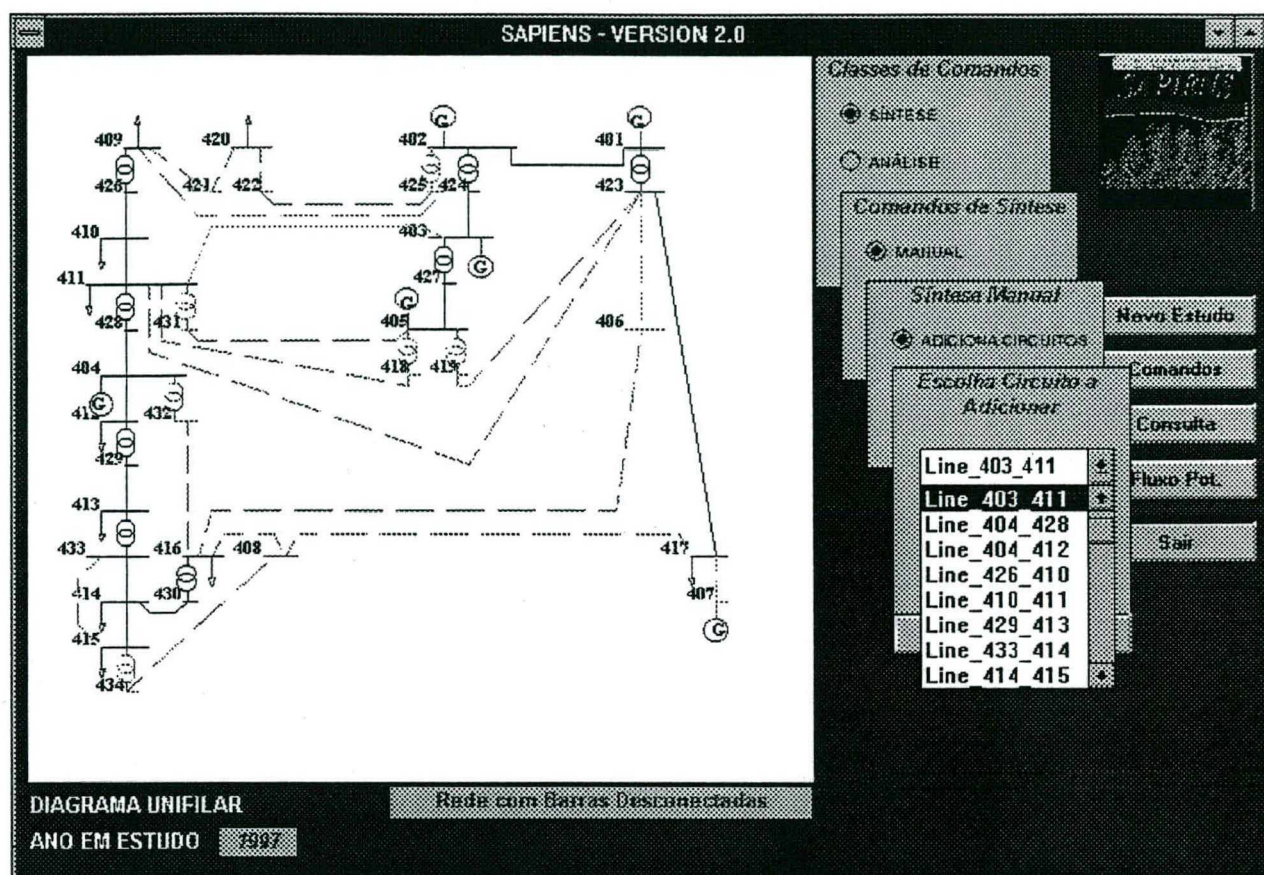 SAPIENS - VERSION 2.0
Classes de Comandos
SÍNTESE
ANÁLISE
Comandos de Síntese
MANUAL
Síntese Manual
ADICIONA CIRCUITOS
Escolha Circuito a
Adicionar
Line_403_411
Line_403_411
Line_404_428
Line_404_412
Line_426_410
Line_410_411
Line_429_413
Line_433_414
Line_414_415
Novo Estudo
Comandos
Consulta
Fluxo Pot.
Sair
G
G
409
420
402
401
426
421
422
425
424
423
410
403
G
411
427
G
428
431
405
406
418
419
404
G
432
412
429
413
433
416
408
417
414
430
407
415
G
434
DIAGRAMA UNIFILAR
Rede com Barras Desconectadas
ANO EM ESTUDO
1997